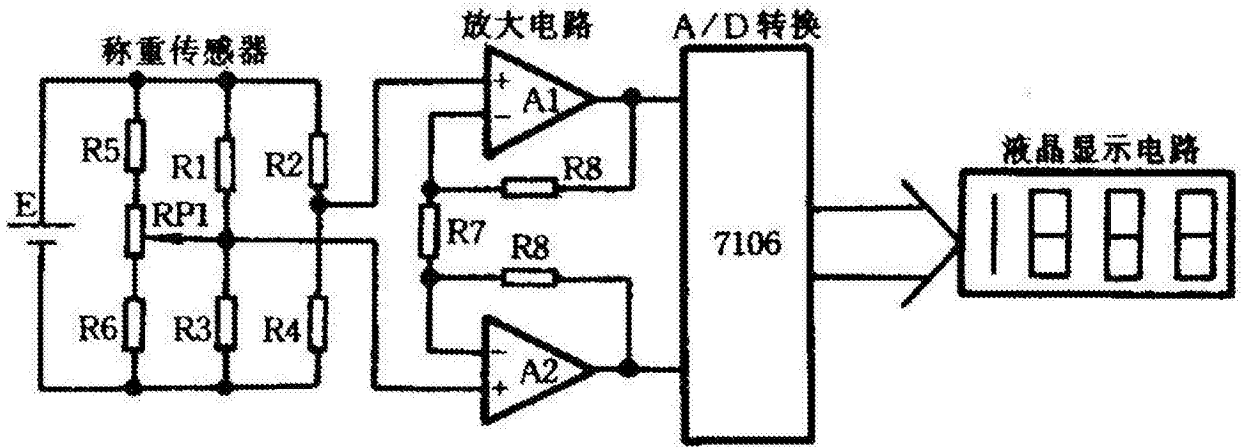 称重传感器
放大电路
A/D转换
液晶显示电路
R5
R1
R2
E
RP1
R6
R3
R4
+
−
A1
R8
R7
R8
−
+
A2
7106
1888